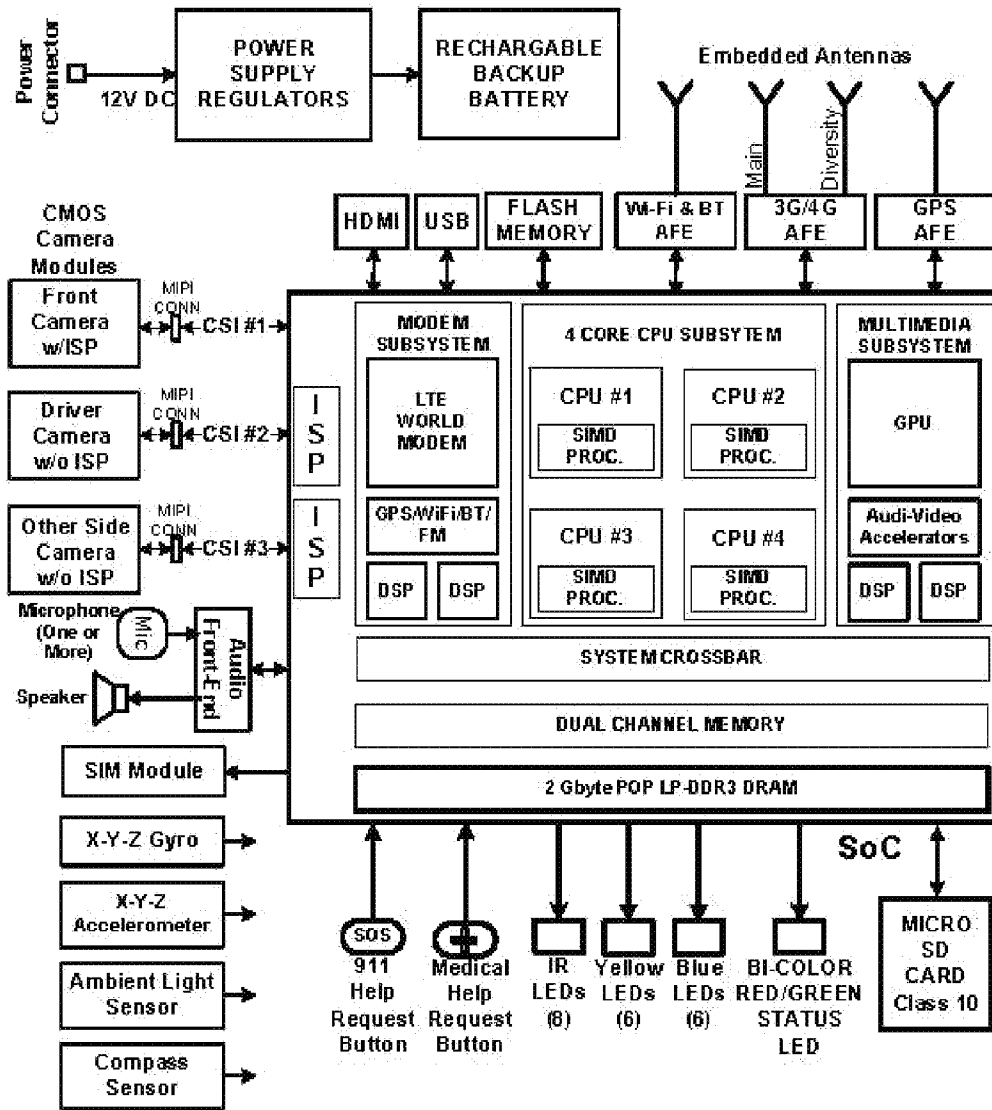 Power
Connector
12V DC
POWER
SUPPLY
REGULATORS
RECHARGABLE
BACKUP
BATTERY
Embedded Antennas
Main
Diversity
HDMI
USB
FLASH
MEMORY
Wi-Fi & BT
AFE
3G/4G
AFE
GPS
AFE
CMOS
Camera
Modules
Front
Camera
w/ISP
MIPI
CONN
CSI #1
Driver
Camera
w/o ISP
MIPI
CONN
CSI #2
Other Side
Camera
w/o ISP
MIPI
CONN
CSI #3
I
S
P
I
S
P
MODEM
SUBSYSTEM
LTE
WORLD
MODEM
GPS/WiFi/BT/
FM
DSP
DSP
4 CORE CPU SUBSYTEM
CPU #1
SIMD
PROC.
CPU #2
SIMD
PROC.
CPU #3
SIMD
PROC.
CPU #4
SIMD
PROC.
MULTIMEDIA
SUBSYSTEM
GPU
Audi-Video
Accelerators
DSP
DSP
Microphone
(One or
More)
Mic
Speaker
Audio
Front-End
SYSTEM CROSSBAR
DUAL CHANNEL MEMORY
2 Gbyte POP LP-DDR3 DRAM
SoC
SIM Module
X-Y-Z Gyro
X-Y-Z
Accelerometer
Ambient Light
Sensor
Compass
Sensor
SOS
911
Help
Request
Button
Medical
Help
Request
Button
IR
LEDs
(8)
Yellow
LEDs
(6)
Blue
LEDs
(6)
BI-COLOR
RED/GREEN
STATUS
LED
MICRO
SD
CARD
Class 10